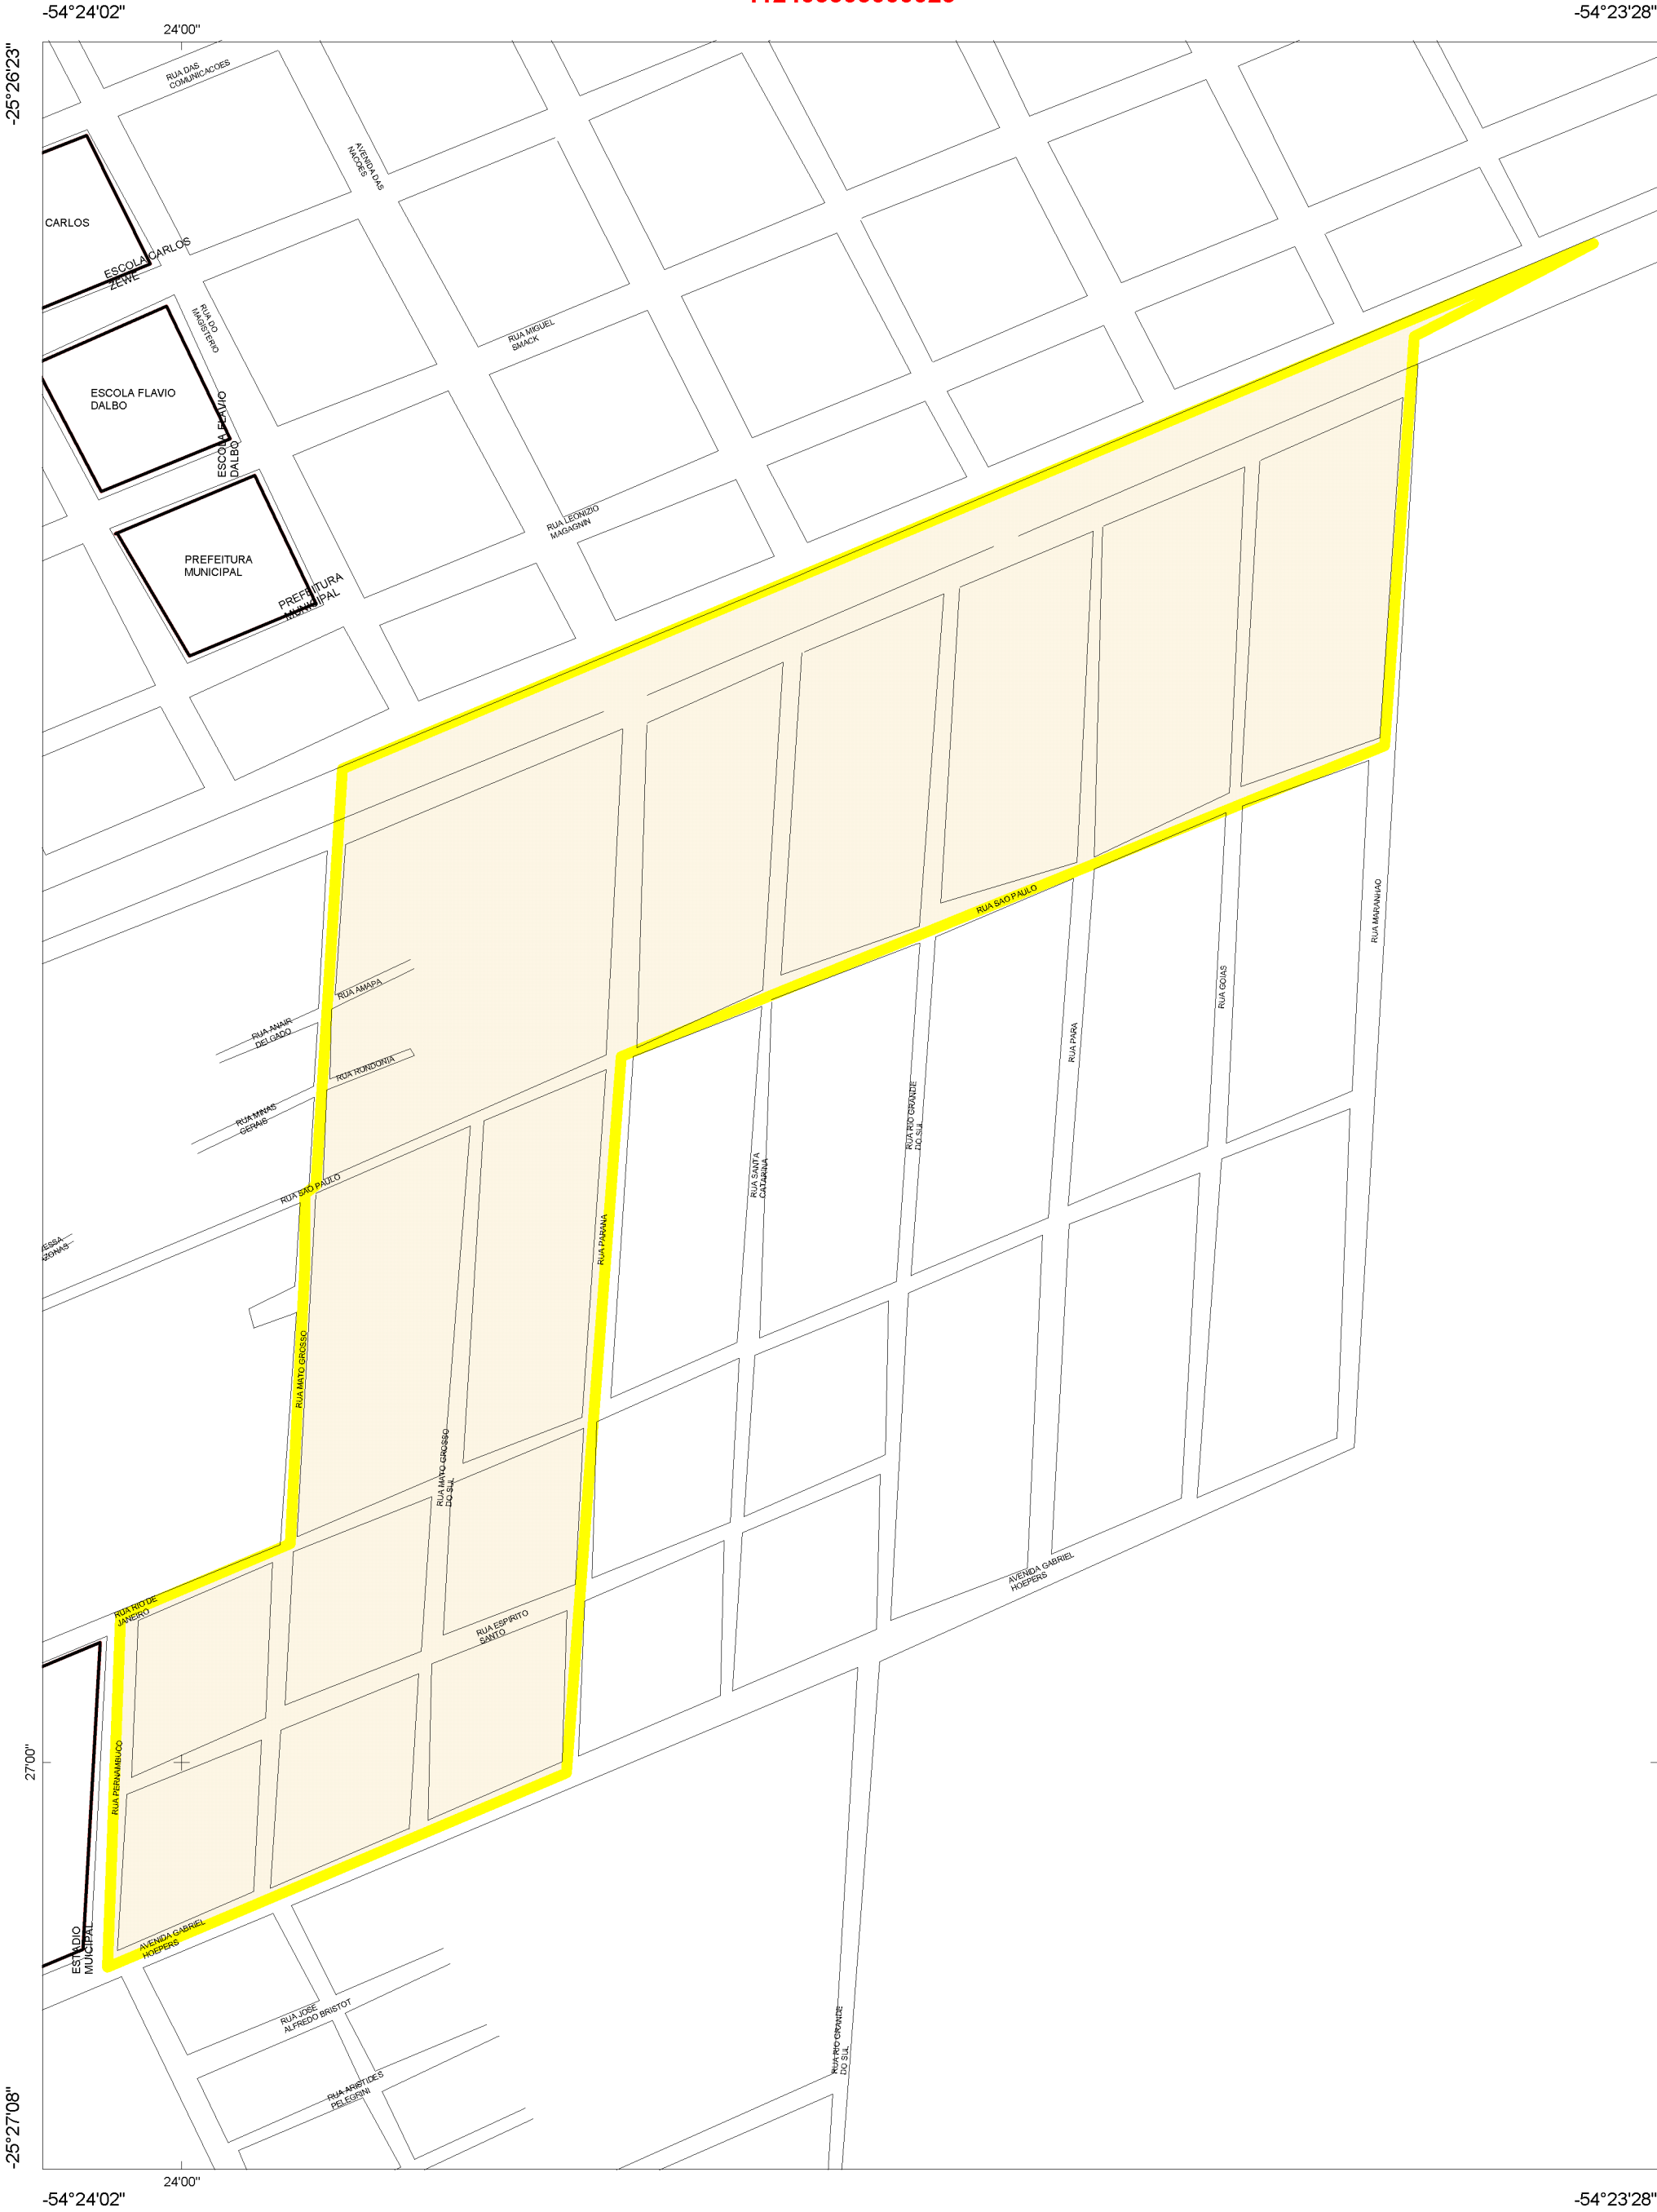 -54°24'02"
-54°23'28"
24'00"
-25°26'23"
RUA DAS
COMUNICACOES
AVENIDA DAS
NACOES
CARLOS
ESCOLA CARLOS
ZEWE
RUA DO
MAGISTERIO
RUA MIGUEL
SMACK
ESCOLA FLAVIO
DALBO
ESCOLA FLAVIO
DALBO
RUA LEONIZIO
MAGAGNIN
PREFEITURA
MUNICIPAL
PREFEITURA
MUNICIPAL
RUA SAO PAULO
RUA MARANHAO
RUA AMAPA
RUA GOIAS
RUA ANAIR
DELGADO
RUA PARA
RUA RONDONIA
RUA MINAS
GERAIS
RUA RIO GRANDE
DO SUL
RUA SANTA
CATARINA
RUA SAO PAULO
RUA PARANA
ESSA
ZONAS
RUA MATO GROSSO
RUA MATO GROSSO
DO SUL
AVENIDA GABRIEL
HOEPERS
RUA RIO DE
JANEIRO
RUA ESPIRITO
SANTO
27'00"
RUA PERNAMBUCO
AVENIDA GABRIEL
HOEPERS
ESTADIO
MUICIPAL
RUA JOSE
ALFREDO BRISTOT
RUA RIO GRANDE
DO SUL
RUA ARISTIDES
PELEGRINI
-25°27'08"
24'00"
-54°24'02"
-54°23'28"